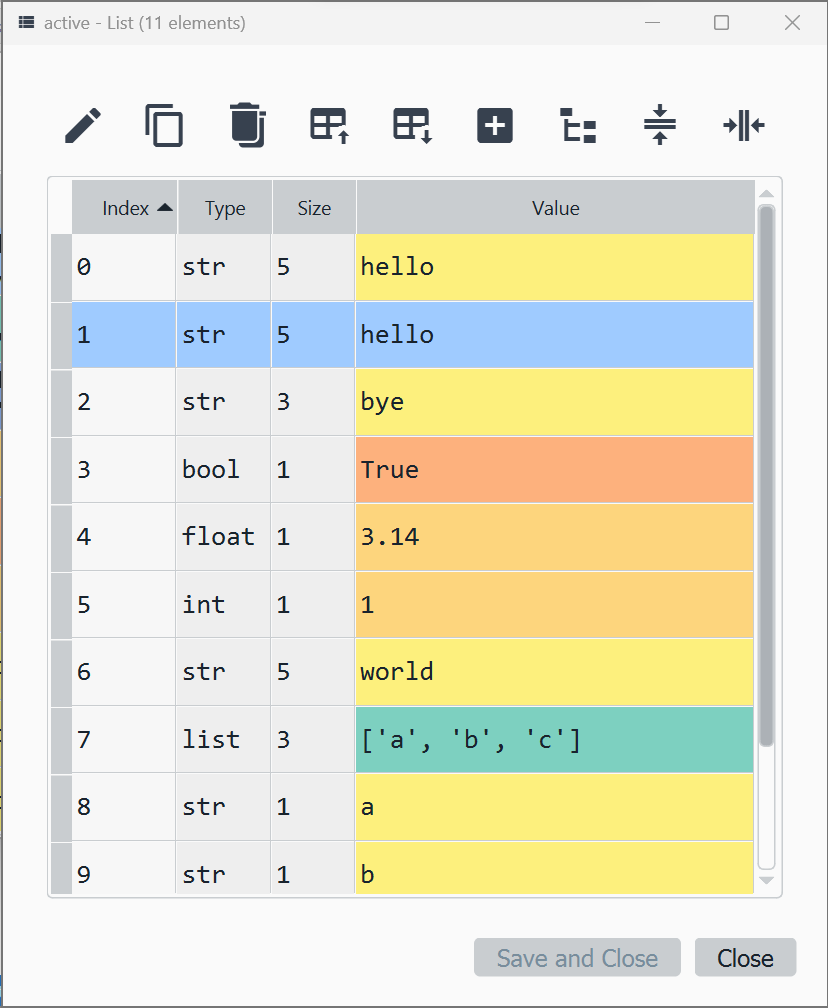 active - List (11 elements)
Index Type Size Value
0 str 5 hello
1 str 5 hello
2 str 3 bye
3 bool 1 True
4 float 1 3.14
5 int 1 1
6 str 5 world
7 list 3 ['a', 'b', 'c']
8 str 1 a
9 str 1 b
Save and Close Close